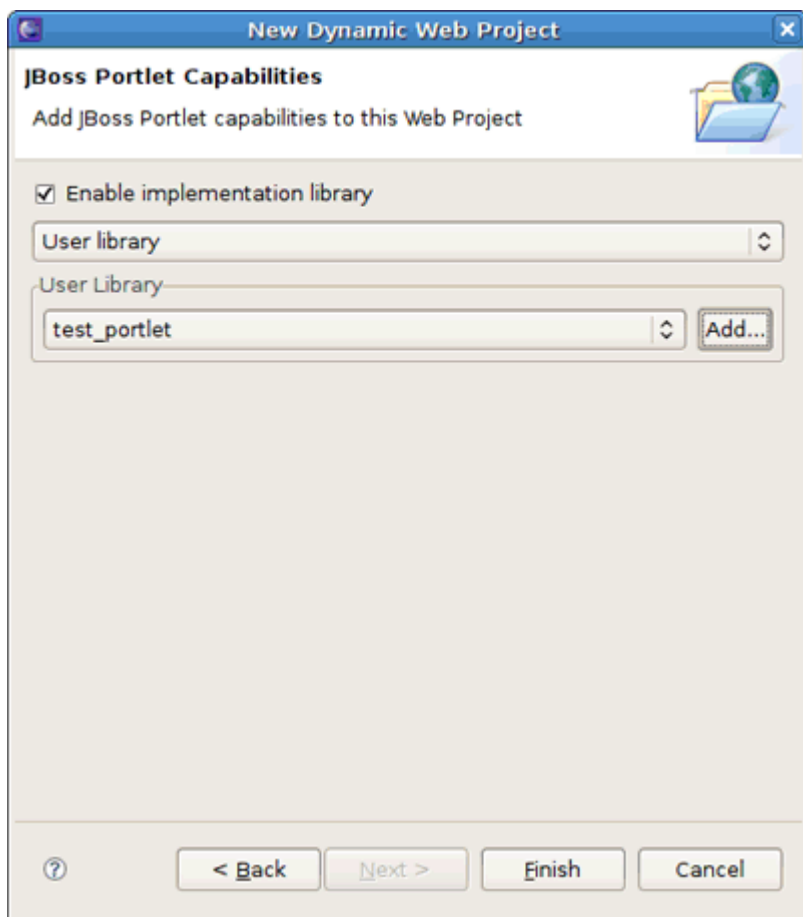 New Dynamic Web Project
JBoss Portlet Capabilities
Add JBoss Portlet capabilities to this Web Project
Enable implementation library
User library
User Library
test_portlet Add...
< Back Next > Finish Cancel